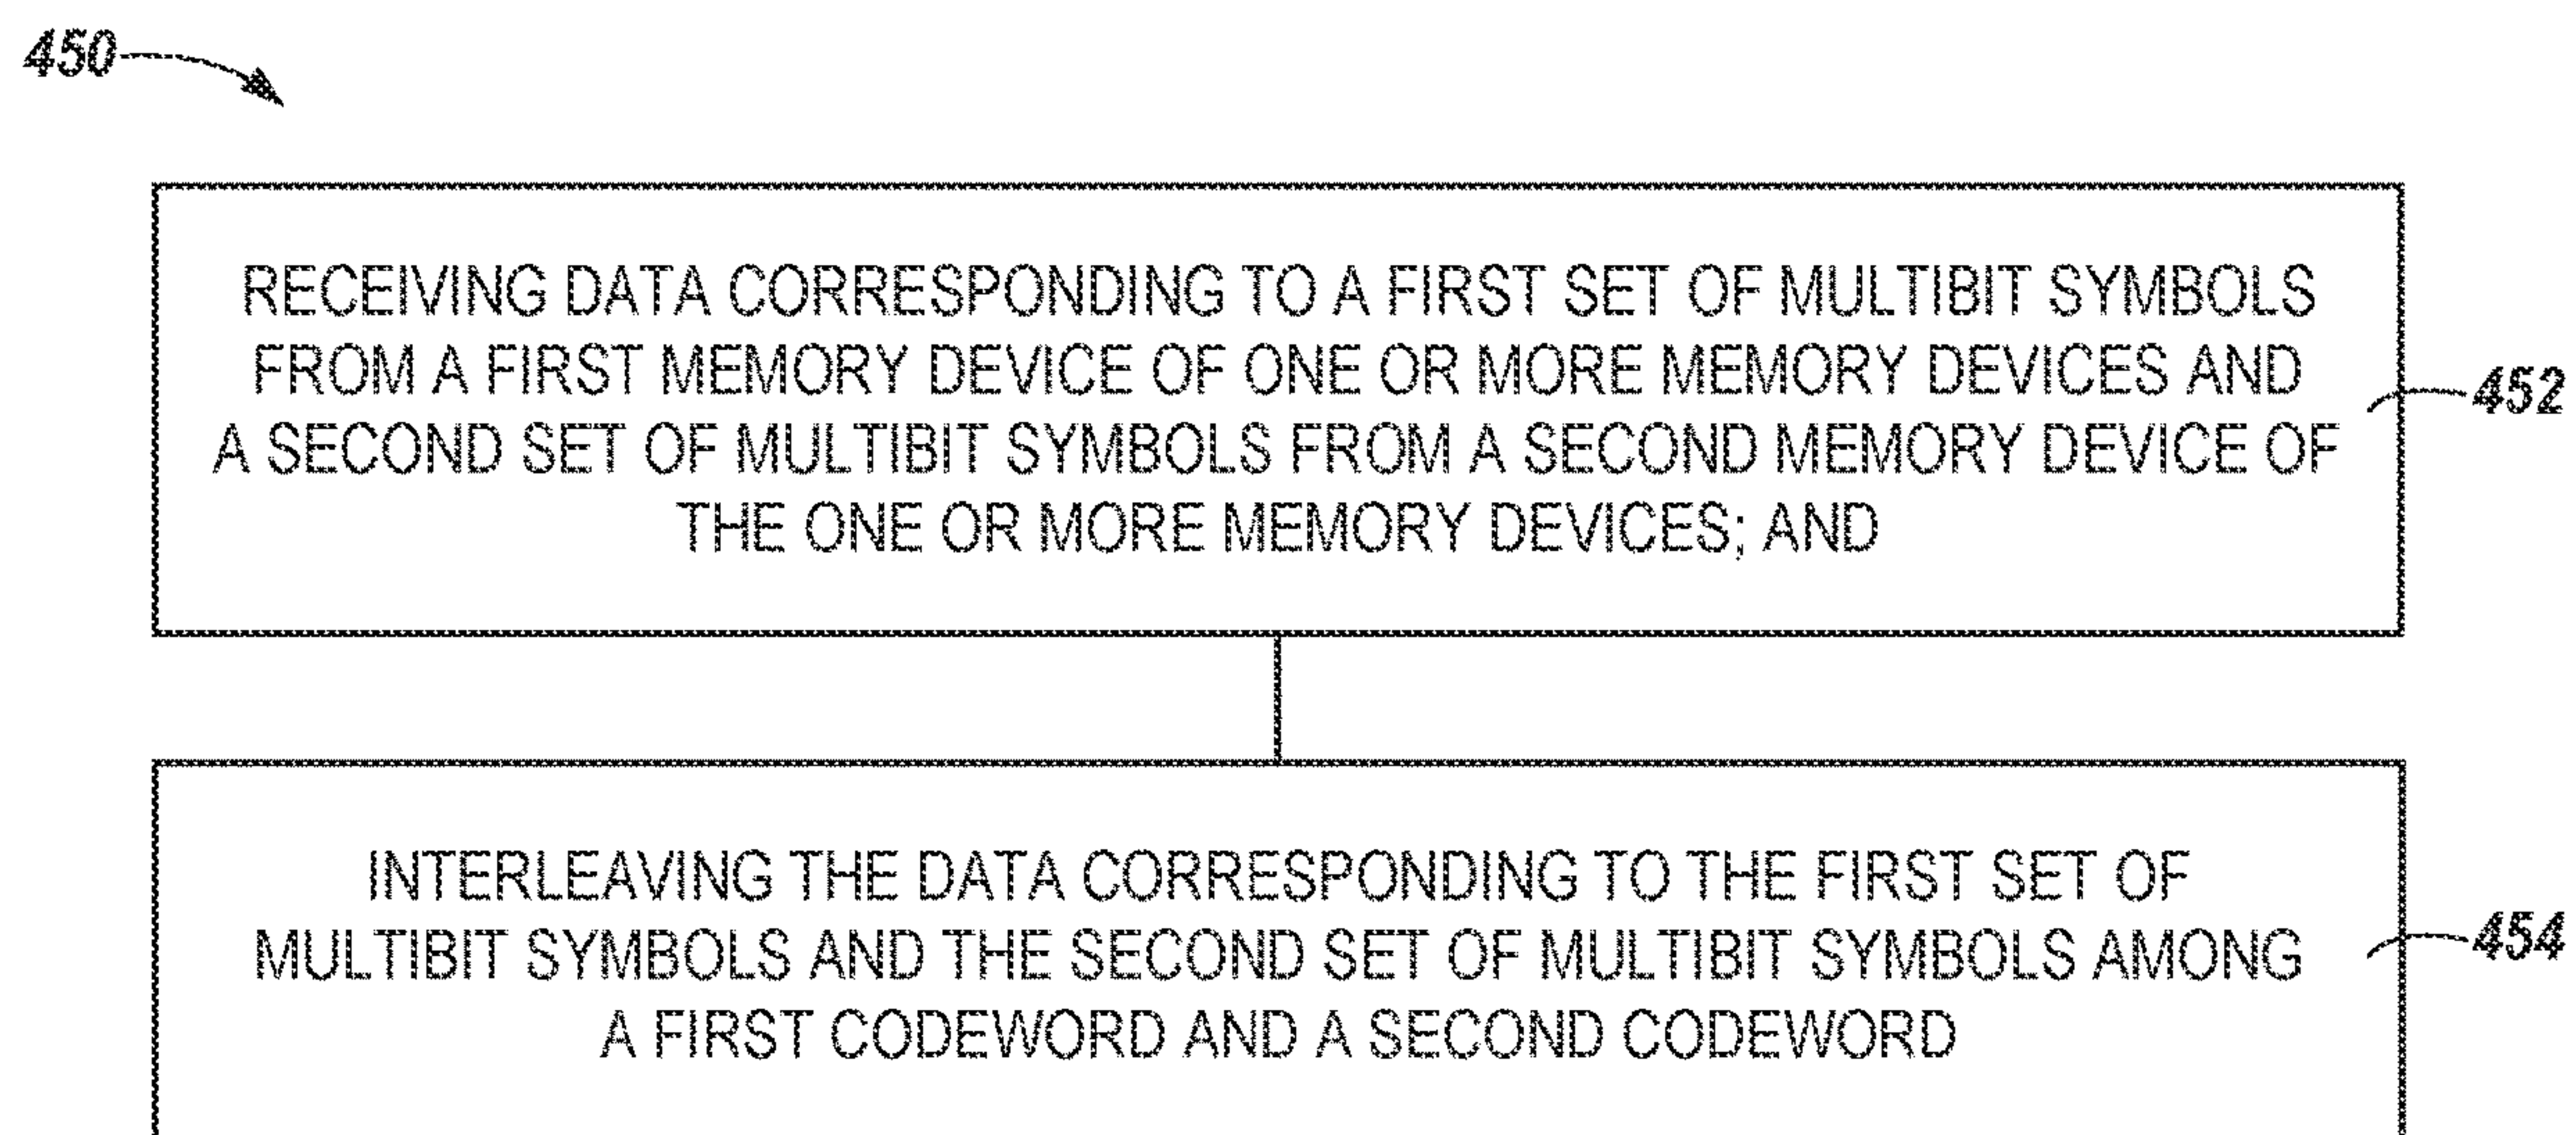 450
RECEIVING DATA CORRESPONDING TO A FIRST SET OF MULTIBIT SYMBOLS
FROM A FIRST MEMORY DEVICE OF ONE OR MORE MEMORY DEVICES AND
A SECOND SET OF MULTIBIT SYMBOLS FROM A SECOND MEMORY DEVICE OF
THE ONE OR MORE MEMORY DEVICES; AND
452
INTERLEAVING THE DATA CORRESPONDING TO THE FIRST SET OF
MULTIBIT SYMBOLS AND THE SECOND SET OF MULTIBIT SYMBOLS AMONG
A FIRST CODEWORD AND A SECOND CODEWORD
454